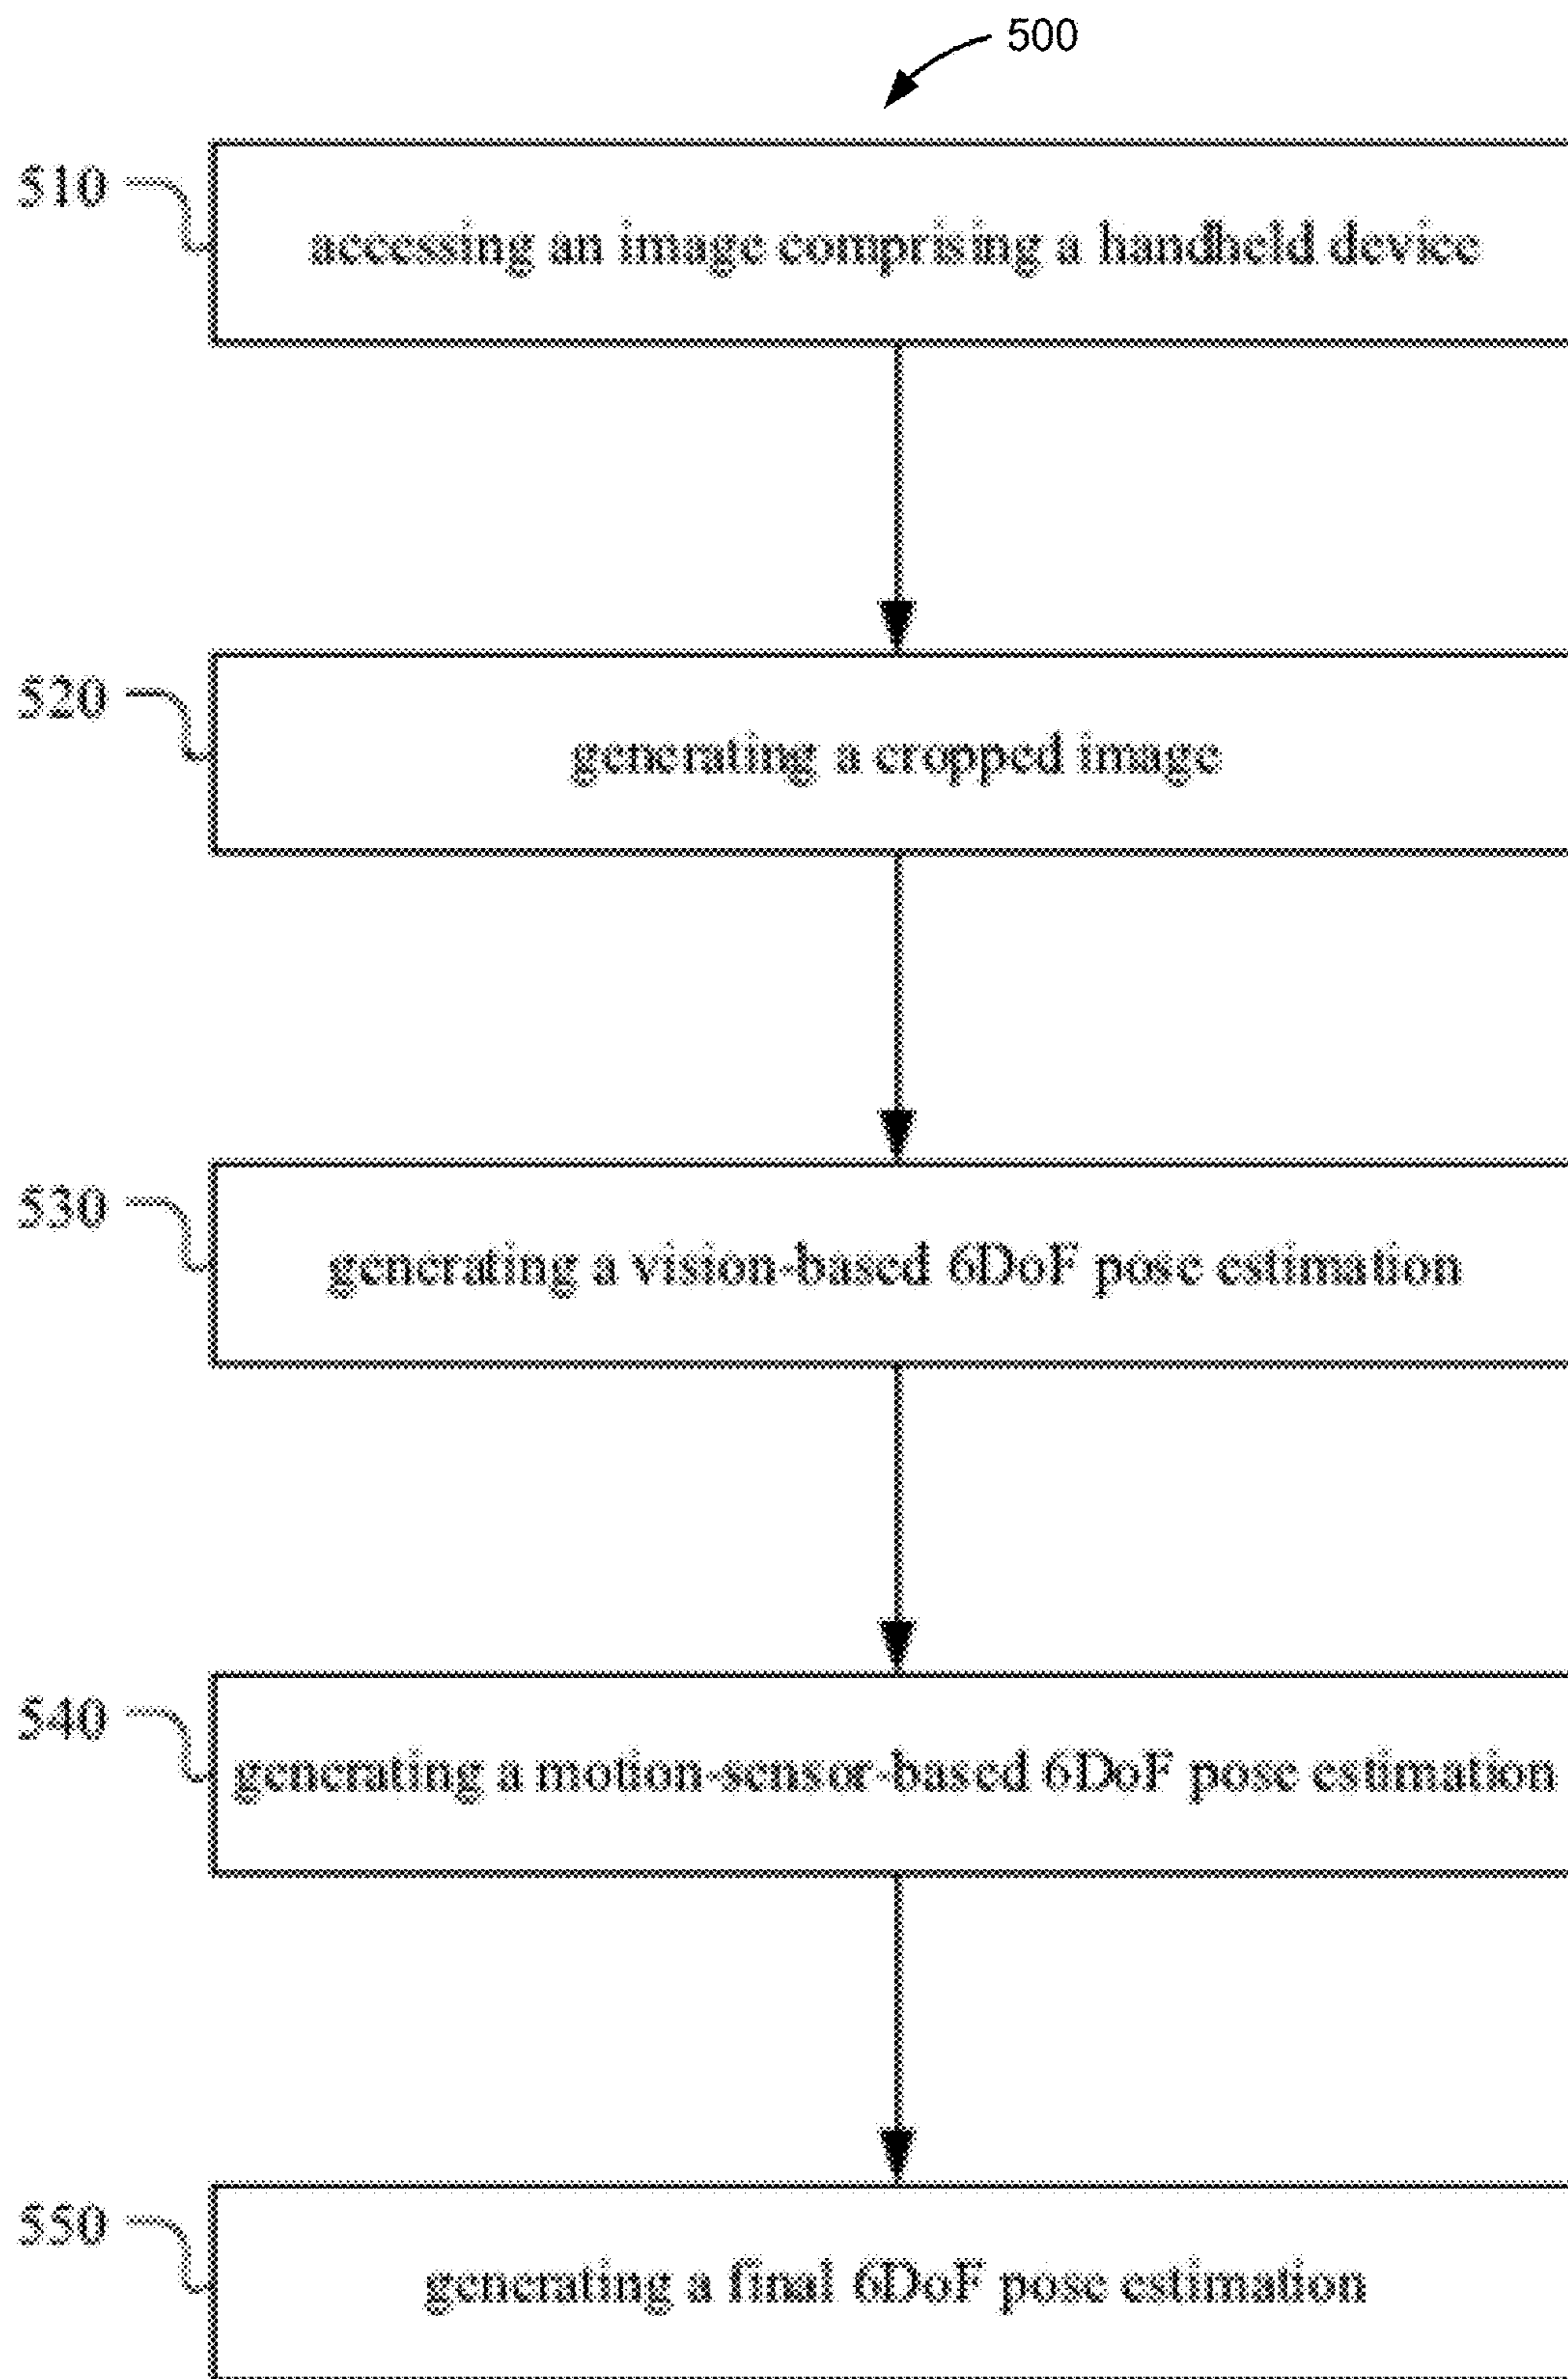 500
510
accessing an image comprising a handheld device
520
generating a cropped image
530
generating a vision-based 6DoF pose estimation
540
generating a motion-sensor-based 6DoF pose estimation
550
generating a final 6DoF pose estimation